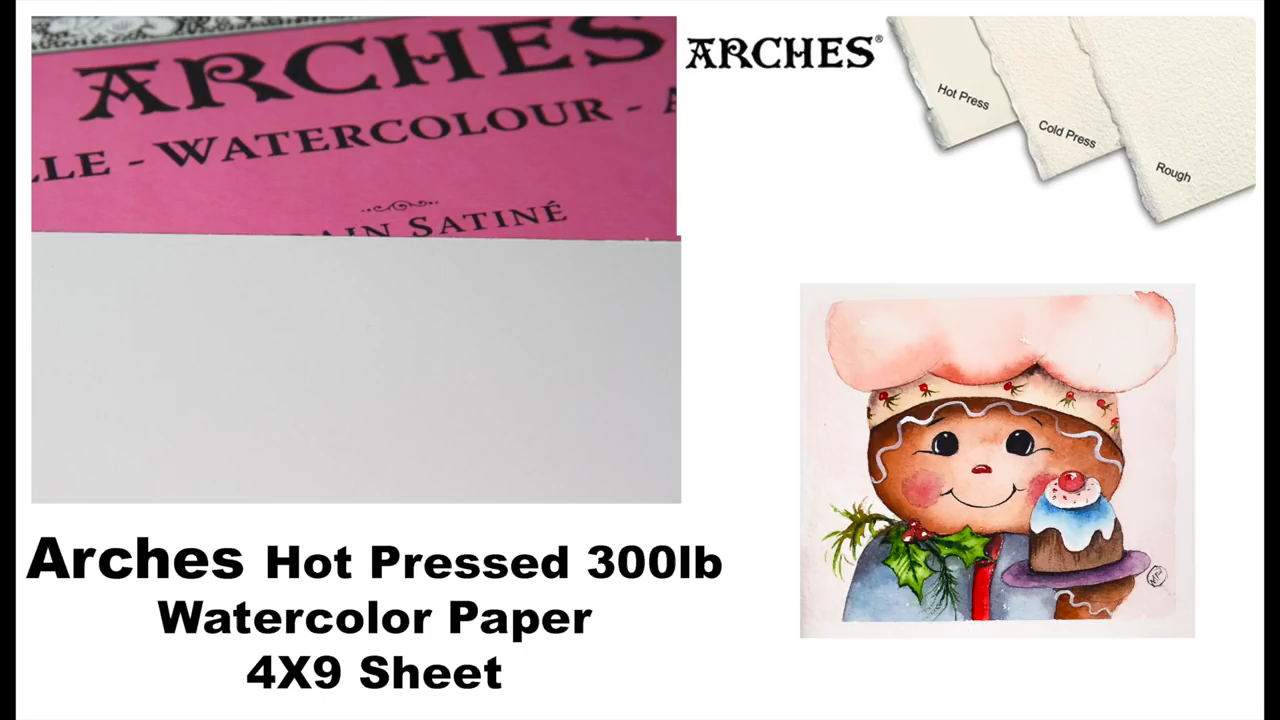 ARCHES
LLE - WATERCOLOUR - A
AIN SATINÉ
ARCHES®
Hot Press
Cold Press
Rough
Arches Hot Pressed 300lb
Watercolor Paper
4X9 Sheet